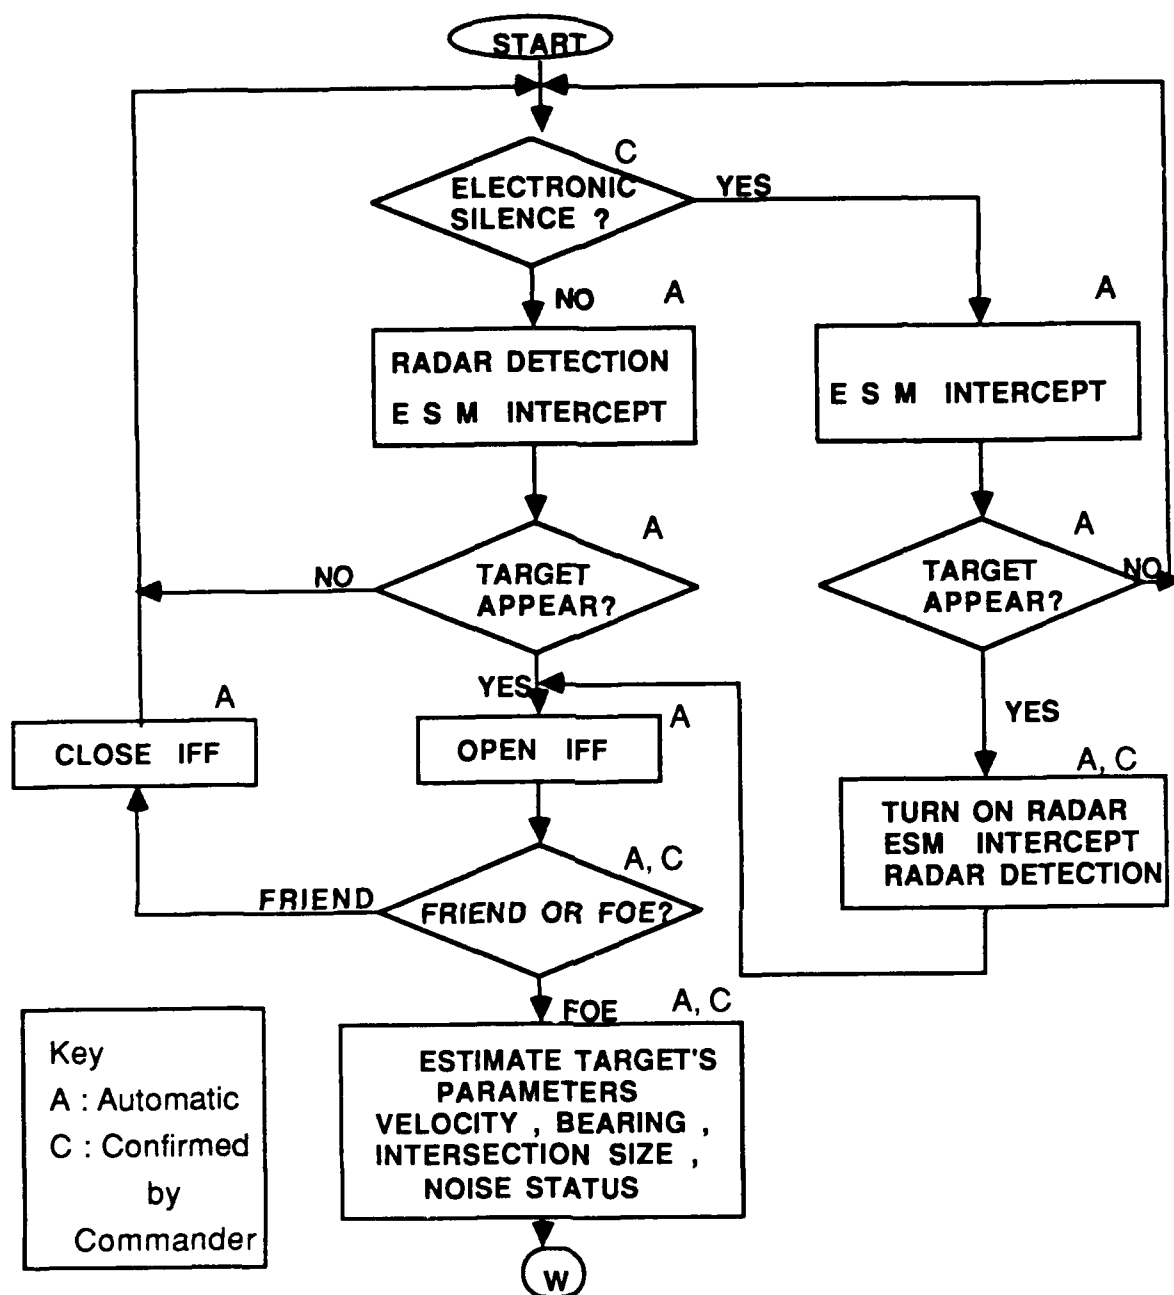 START
C
ELECTRONIC
SILENCE ?
YES
NO
A
A
RADAR DETECTION
E S M INTERCEPT
E S M INTERCEPT
A
A
NO
TARGET
APPEAR?
TARGET
APPEAR?
NO
YES
YES
A
A
CLOSE IFF
OPEN IFF
A, C
TURN ON RADAR
ESM INTERCEPT
RADAR DETECTION
A, C
FRIEND
FRIEND OR FOE?
FOE
A, C
ESTIMATE TARGET'S
PARAMETERS
VELOCITY , BEARING ,
INTERSECTION SIZE ,
NOISE STATUS
Key
A : Automatic
C : Confirmed
by
Commander
W